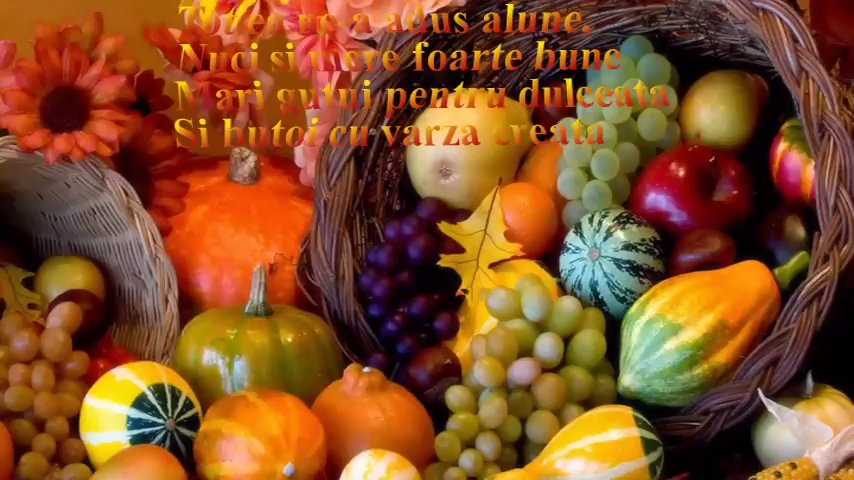 ne-a adus alune.
Nuci si mere foarte bune
Mari gutui pentru dulceata
Si butoi cu varza creata